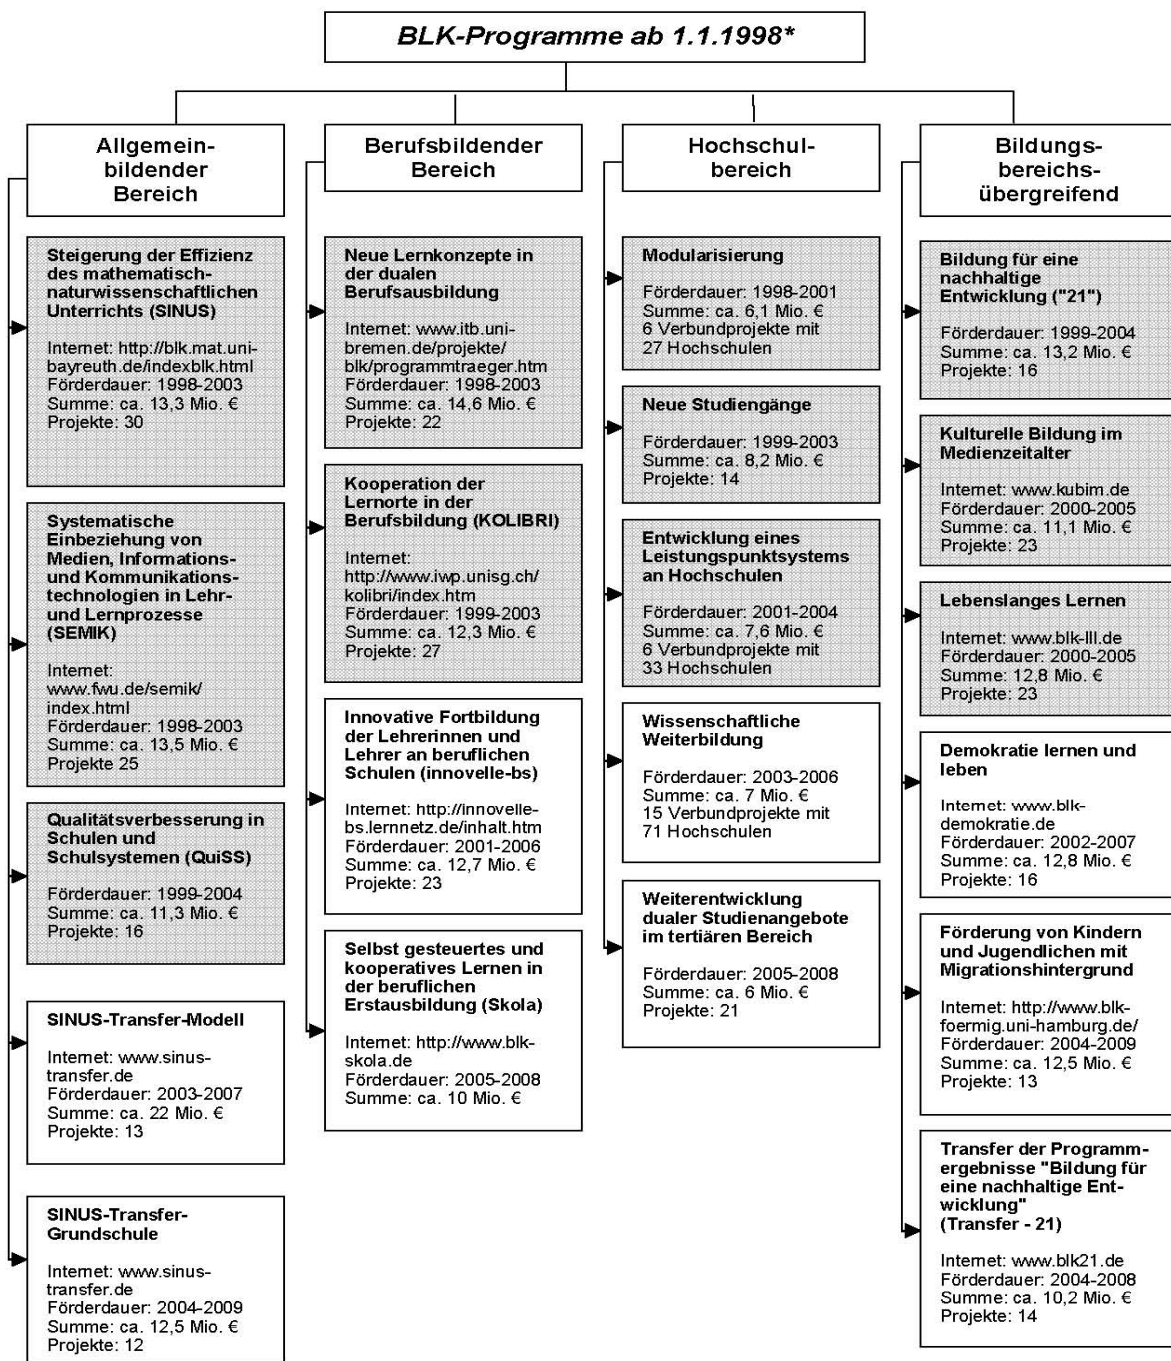 BLK-Programme ab 1.1.1998*
Allgemein-
bildender
Bereich
Steigerung der Effizienz
des mathematisch-
naturwissenschaftlichen
Unterrichts (SINUS)
Internet: http://blk.mat.uni-
bayreuth.de/indexblk.html
Förderdauer: 1998-2003
Summe: ca. 13,3 Mio. €
Projekte: 30
Systematische
Einbeziehung von
Medien, Informations-
und Kommunikations-
technologien in Lehr-
und Lernprozesse
(SEMIK)
Internet:
www.fwu.de/semik/
index.html
Förderdauer: 1998-2003
Summe: ca. 13,5 Mio. €
Projekte 25
Qualitätsverbesserung in
Schulen und
Schulsystemen (QuiSS)
Förderdauer: 1999-2004
Summe: ca. 11,3 Mio. €
Projekte: 16
SINUS-Transfer-Modell
Internet: www.sinus-
transfer.de
Förderdauer: 2003-2007
Summe: ca. 22 Mio. €
Projekte: 13
SINUS-Transfer-
Grundschule
Internet: www.sinus-
transfer.de
Förderdauer: 2004-2009
Summe: ca. 12,5 Mio. €
Projekte: 12
Berufsbildender
Bereich
Neue Lernkonzepte in
der dualen
Berufsausbildung
Internet: www.itb.uni-
bremen.de/projekte/
blk/programmtraeger.htm
Förderdauer: 1998-2003
Summe: ca. 14,6 Mio. €
Projekte: 22
Kooperation der
Lernorte in der
Berufsbildung (KOLIBRI)
Internet:
http://www.iwp.unisg.ch/
kolibri/index.htm
Förderdauer: 1999-2003
Summe: ca. 12,3 Mio. €
Projekte: 27
Innovative Fortbildung
der Lehrerinnen und
Lehrer an beruflichen
Schulen (innovelle-bs)
Internet: http://innovelle-
bs.lernnetz.de/inhalt.htm
Förderdauer: 2001-2006
Summe: ca. 12,7 Mio. €
Projekte: 23
Selbst gesteuertes und
kooperatives Lernen in
der beruflichen
Erstausbildung (Skola)
Internet: http://www.blk-
skola.de
Förderdauer: 2005-2008
Summe: ca. 10 Mio. €
Hochschul-
bereich
Modularisierung
Förderdauer: 1998-2001
Summe: ca. 6,1 Mio. €
6 Verbundprojekte mit
27 Hochschulen
Neue Studiengänge
Förderdauer: 1999-2003
Summe: ca. 8,2 Mio. €
Projekte: 14
Entwicklung eines
Leistungspunktsystems
an Hochschulen
Förderdauer: 2001-2004
Summe: ca. 7,6 Mio. €
6 Verbundprojekte mit
33 Hochschulen
Wissenschaftliche
Weiterbildung
Förderdauer: 2003-2006
Summe: ca. 7 Mio. €
15 Verbundprojekte mit
71 Hochschulen
Weiterentwicklung
dualer Studienangebote
im tertiären Bereich
Förderdauer: 2005-2008
Summe: ca. 6 Mio. €
Projekte: 21
Bildungs-
bereichs-
übergreifend
Bildung für eine
nachhaltige
Entwicklung ("21")
Förderdauer: 1999-2004
Summe: ca. 13,2 Mio. €
Projekte: 16
Kulturelle Bildung im
Medienzeitalter
Internet: www.kubim.de
Förderdauer: 2000-2005
Summe: ca. 11,1 Mio. €
Projekte: 23
Lebenslanges Lernen
Internet: www.blk-lll.de
Förderdauer: 2000-2005
Summe: 12,8 Mio. €
Projekte: 23
Demokratie lernen und
leben
Internet: www.blk-
demokratie.de
Förderdauer: 2002-2007
Summe: ca. 12,8 Mio. €
Projekte: 16
Förderung von Kindern
und Jugendlichen mit
Migrationshintergrund
Internet: http://www.blk-
foermig.uni-hamburg.de/
Förderdauer: 2004-2009
Summe: ca. 12,5 Mio. €
Projekte: 13
Transfer der Programm-
ergebnisse "Bildung für
eine nachhaltige Ent-
wicklung"
(Transfer - 21)
Internet: www.blk21.de
Förderdauer: 2004-2008
Summe: ca. 10,2 Mio. €
Projekte: 14